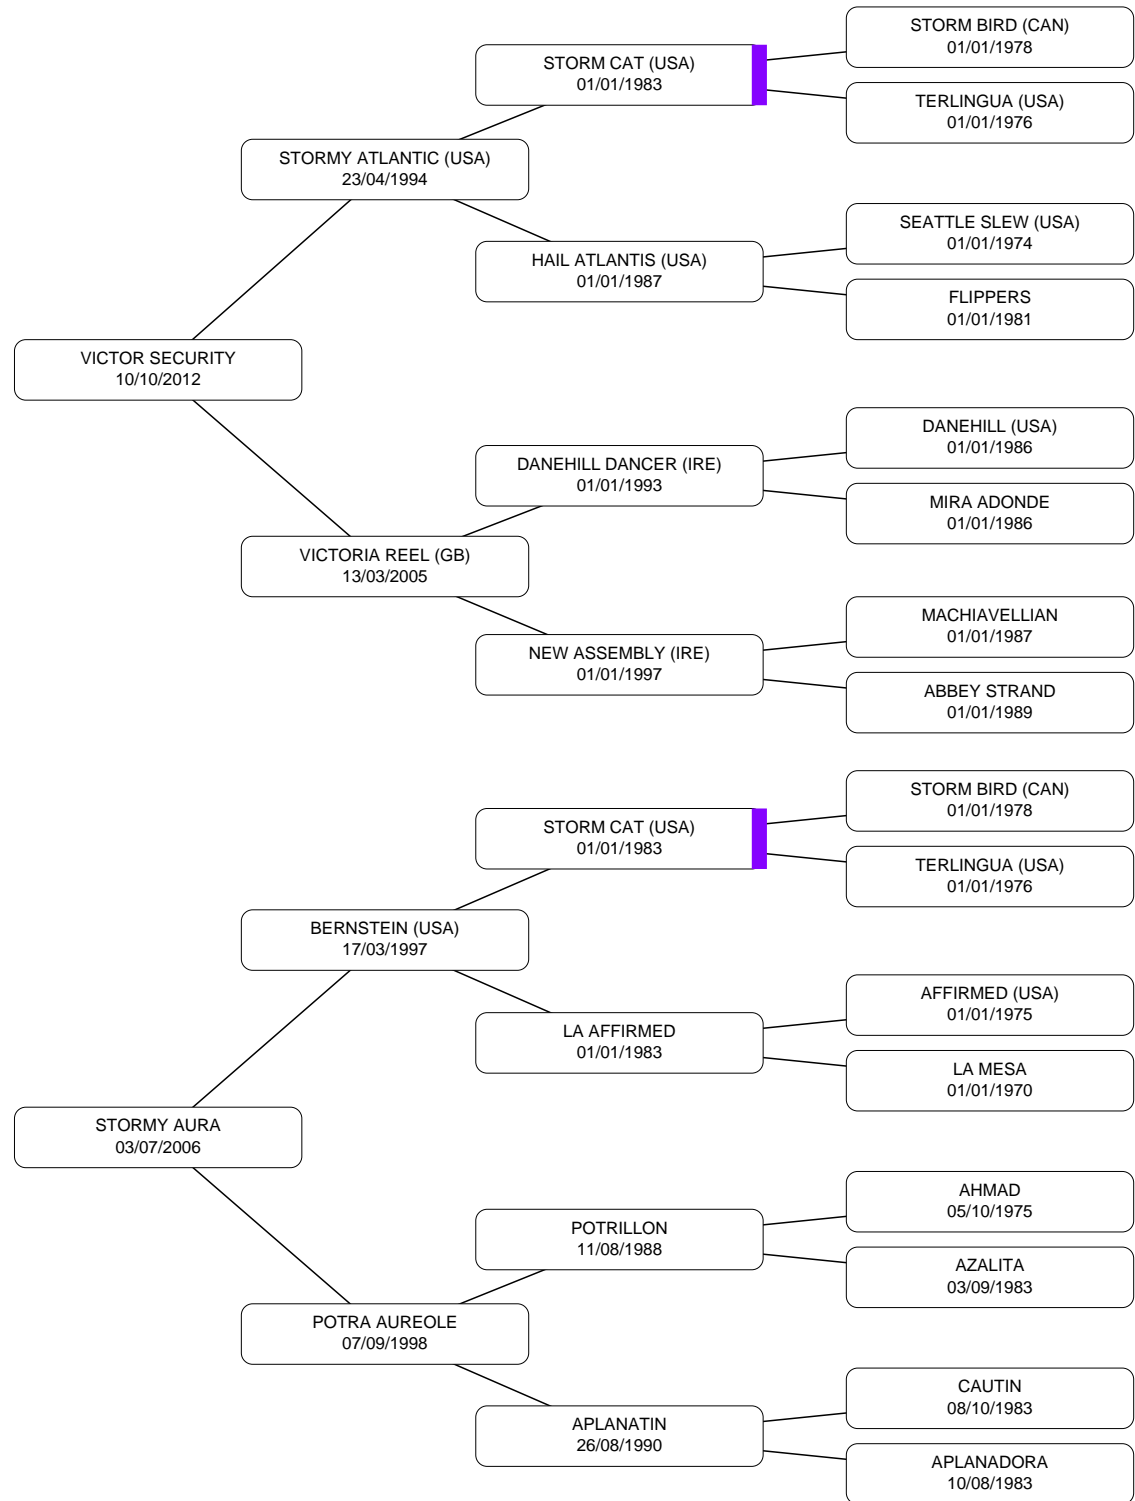 STORM BIRD (CAN)
01/01/1978
STORM CAT (USA)
01/01/1983
TERLINGUA (USA)
01/01/1976
STORMY ATLANTIC (USA)
23/04/1994
SEATTLE SLEW (USA)
01/01/1974
HAIL ATLANTIS (USA)
01/01/1987
FLIPPERS
01/01/1981
VICTOR SECURITY
10/10/2012
DANEHILL (USA)
01/01/1986
DANEHILL DANCER (IRE)
01/01/1993
MIRA ADONDE
01/01/1986
VICTORIA REEL (GB)
13/03/2005
MACHIAVELLIAN
01/01/1987
NEW ASSEMBLY (IRE)
01/01/1997
ABBEY STRAND
01/01/1989
STORM BIRD (CAN)
01/01/1978
STORM CAT (USA)
01/01/1983
TERLINGUA (USA)
01/01/1976
BERNSTEIN (USA)
17/03/1997
AFFIRMED (USA)
01/01/1975
LA AFFIRMED
01/01/1983
LA MESA
01/01/1970
STORMY AURA
03/07/2006
AHMAD
05/10/1975
POTRILLON
11/08/1988
AZALITA
03/09/1983
POTRA AUREOLE
07/09/1998
CAUTIN
08/10/1983
APLANATIN
26/08/1990
APLANADORA
10/08/1983